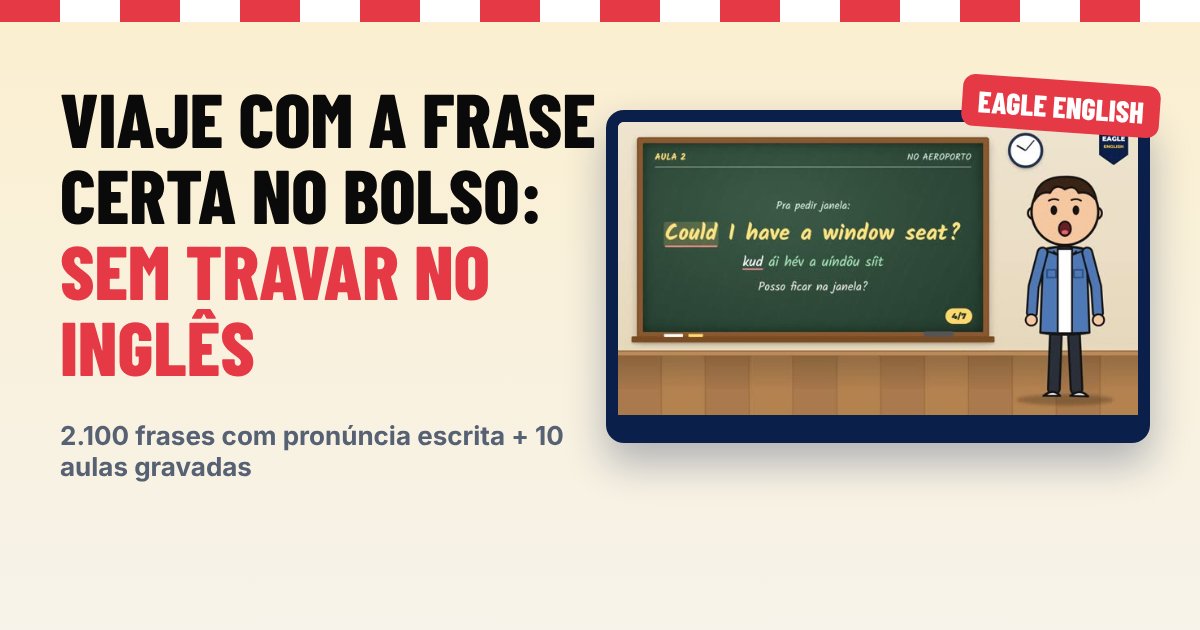 VIAJE COM A FRASE
CERTA NO BOLSO:
SEM TRAVAR NO
INGLÊS
2.100 frases com pronúncia escrita + 10
aulas gravadas
EAGLE ENGLISH
EAGLE
ENGLISH
AULA 2
NO AEROPORTO
Pra pedir janela:
Could I have a window seat?
kud ái hév a uíndôu síit
Posso ficar na janela?
4/7